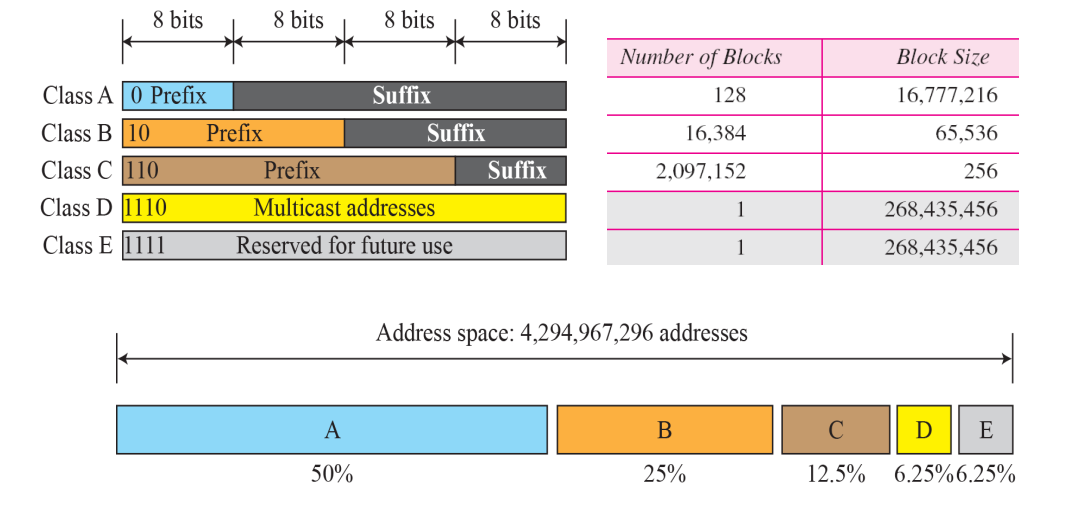 8 bits 8 bits 8 bits 8 bits
Number of Blocks Block Size
Class A 0 Prefix Suffix 128 16,777,216
Class B 10 Prefix Suffix 16,384 65,536
Class C 110 Prefix Suffix 2,097,152 256
Class D 1110 Multicast addresses 1 268,435,456
Class E 1111 Reserved for future use 1 268,435,456
Address space: 4,294,967,296 addresses
A B C D E
50% 25% 12.5% 6.25% 6.25%